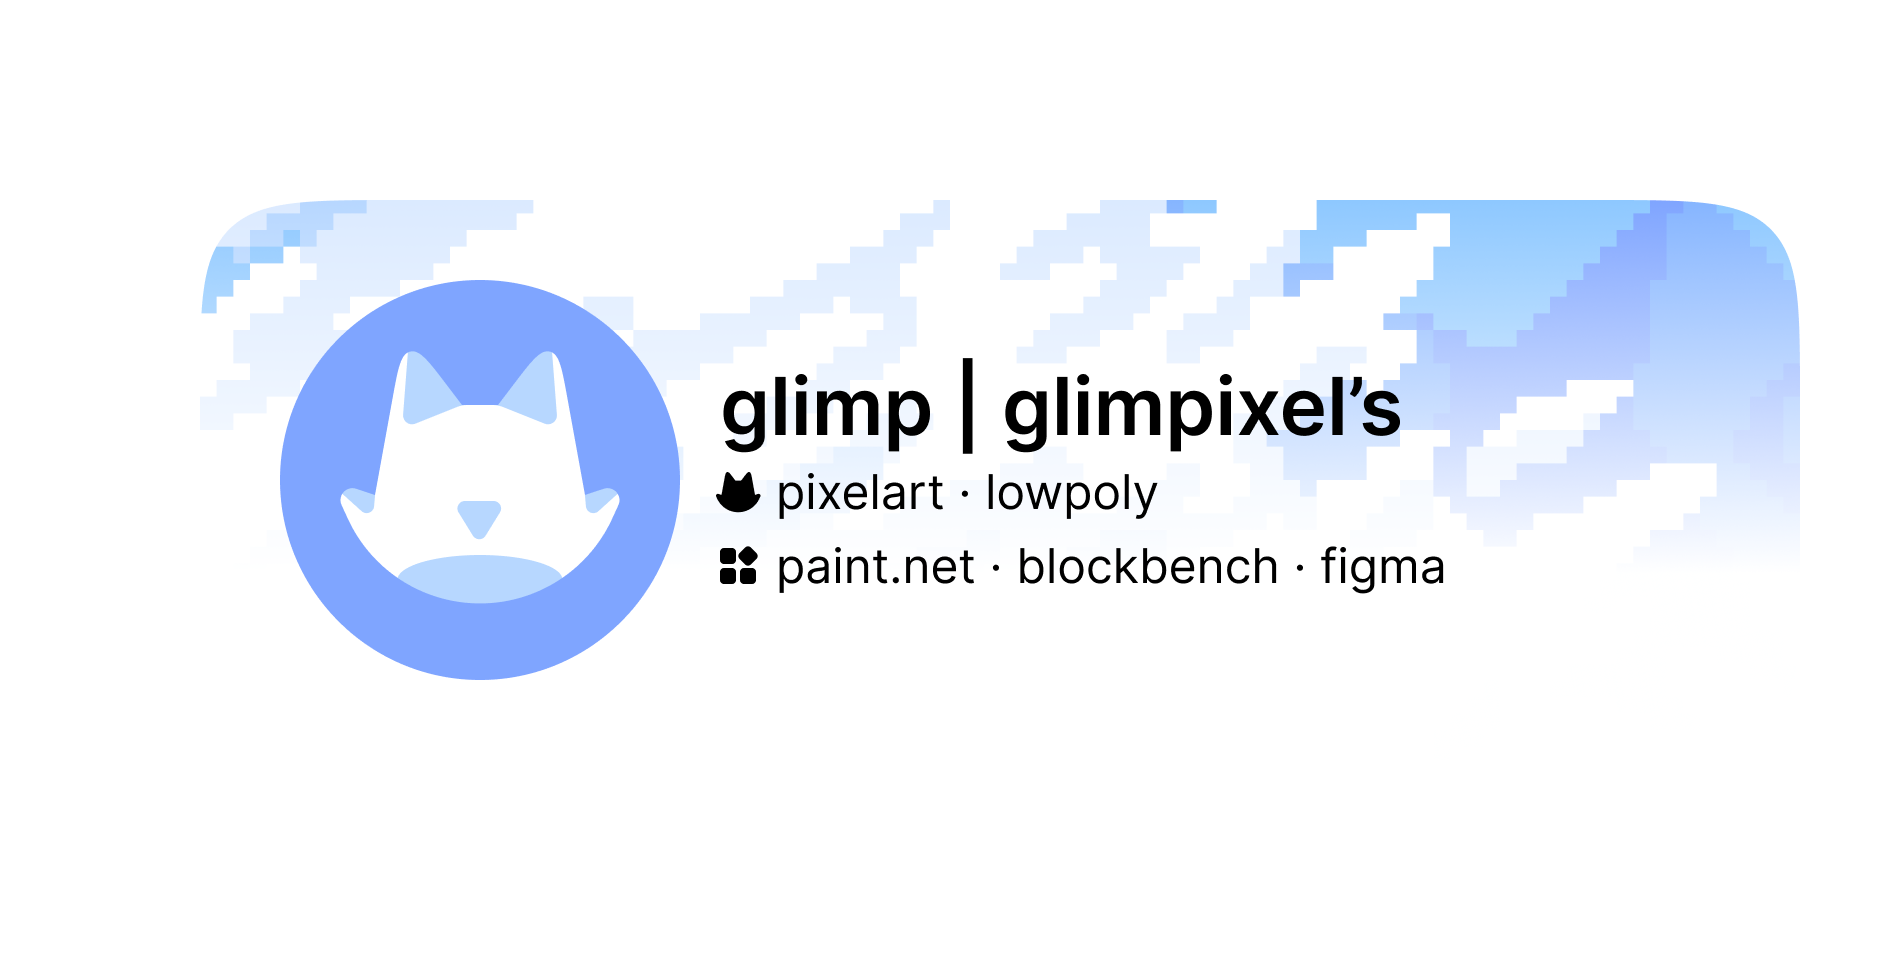 glimp | glimpixel’s
pixelart · lowpoly
paint.net · blockbench · figma